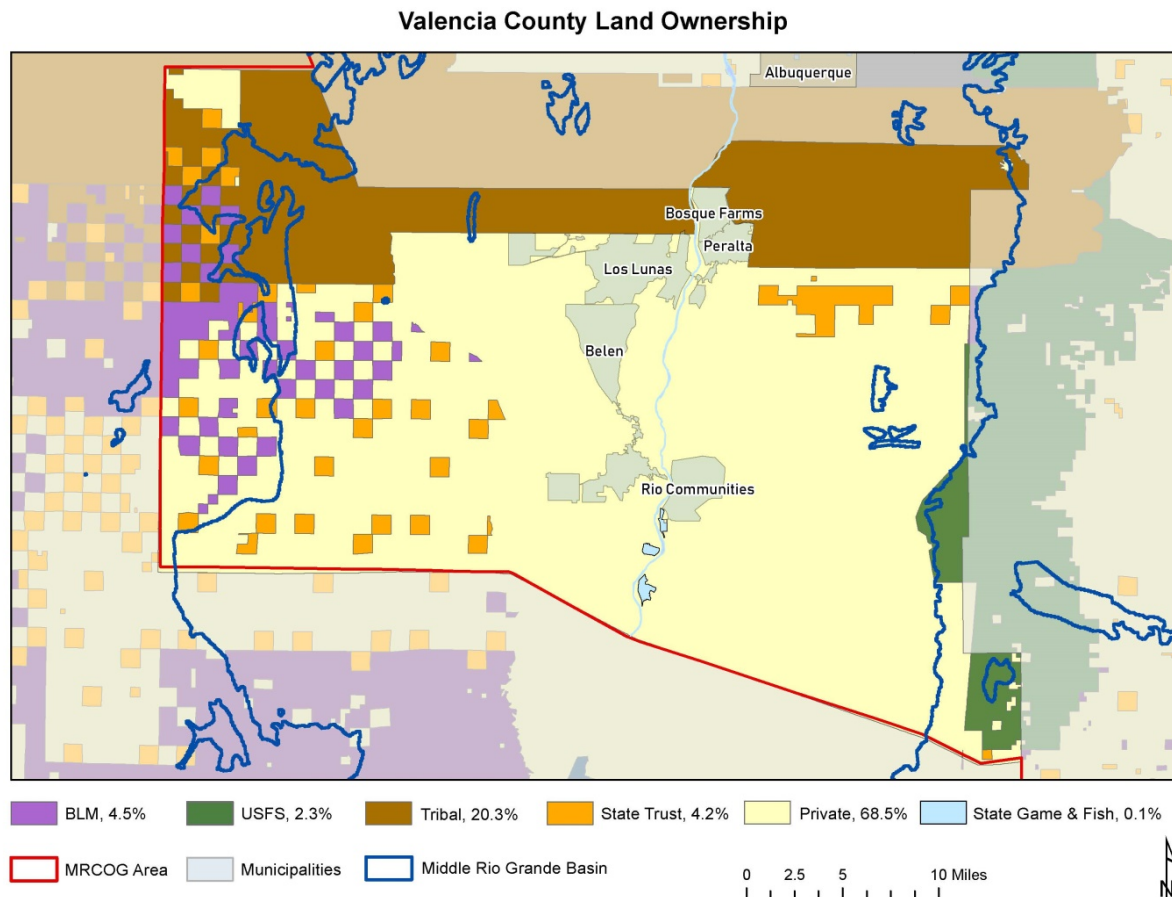 Valencia County Land Ownership
Albuquerque
Bosque Farms
Peralta
Los Lunas
Belen
Rio Communities
BLM, 4.5%
USFS, 2.3%
Tribal, 20.3%
State Trust, 4.2%
Private, 68.5%
State Game & Fish, 0.1%
MRCOG Area
Municipalities
Middle Rio Grande Basin
0 2.5 5 10 Miles
N